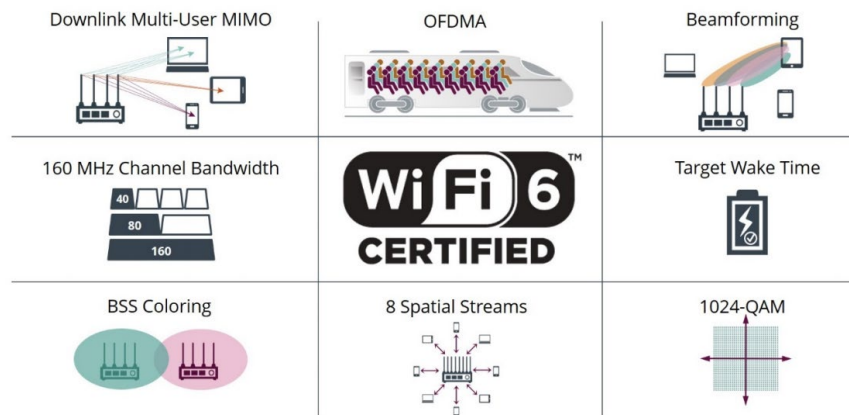 Downlink Multi-User MIMO
OFDMA
Beamforming
160 MHz Channel Bandwidth
40
80
160
Wi Fi 6 ™
CERTIFIED
Target Wake Time
BSS Coloring
8 Spatial Streams
1024-QAM